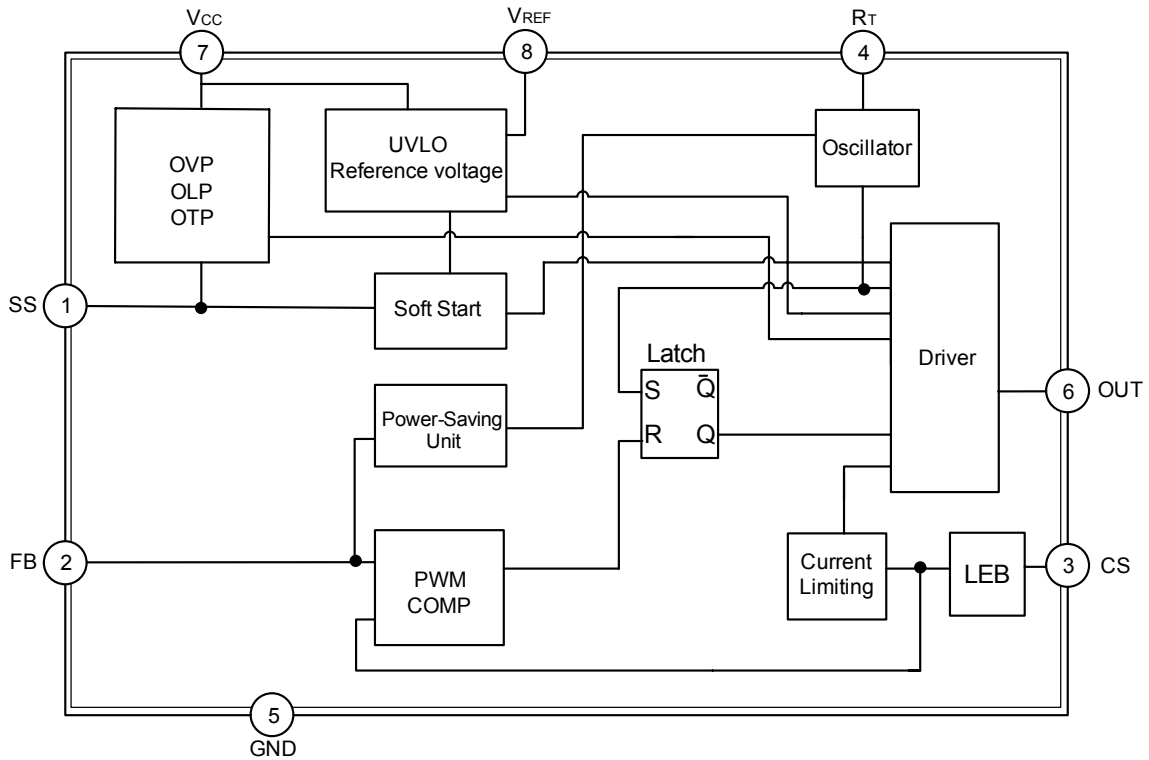 VCC
7
VREF
8
RT
4
OVP
OLP
OTP
UVLO
Reference voltage
Oscillator
SS
1
Soft Start
Driver
Latch
S Q̅
R Q
6
OUT
Power-Saving
Unit
FB
2
PWM
COMP
Current
Limiting
LEB
3
CS
5
GND